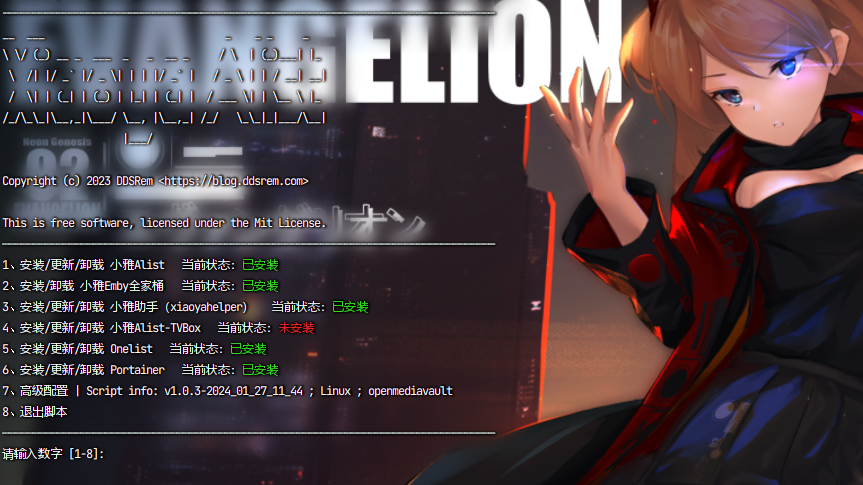 EVANGELION
Neon Genesis
02
EVANGELION
Copyright (c) 2023 DDSRem <https://blog.ddsrem.com>
This is free software, licensed under the Mit License.
1、安装/更新/卸载 小雅Alist 当前状态: 已安装
2、安装/卸载 小雅Emby全家桶 当前状态: 已安装
3、安装/更新/卸载 小雅助手 (xiaoyahelper) 当前状态: 已安装
4、安装/更新/卸载 小雅Alist-TVBox 当前状态: 未安装
5、安装/更新/卸载 Onelist 当前状态: 已安装
6、安装/更新/卸载 Portainer 当前状态: 已安装
7、高级配置 | Script info: v1.0.3-2024_01_27_11_44 ; Linux ; openmediavault
8、退出脚本
请输入数字 [1-8]: